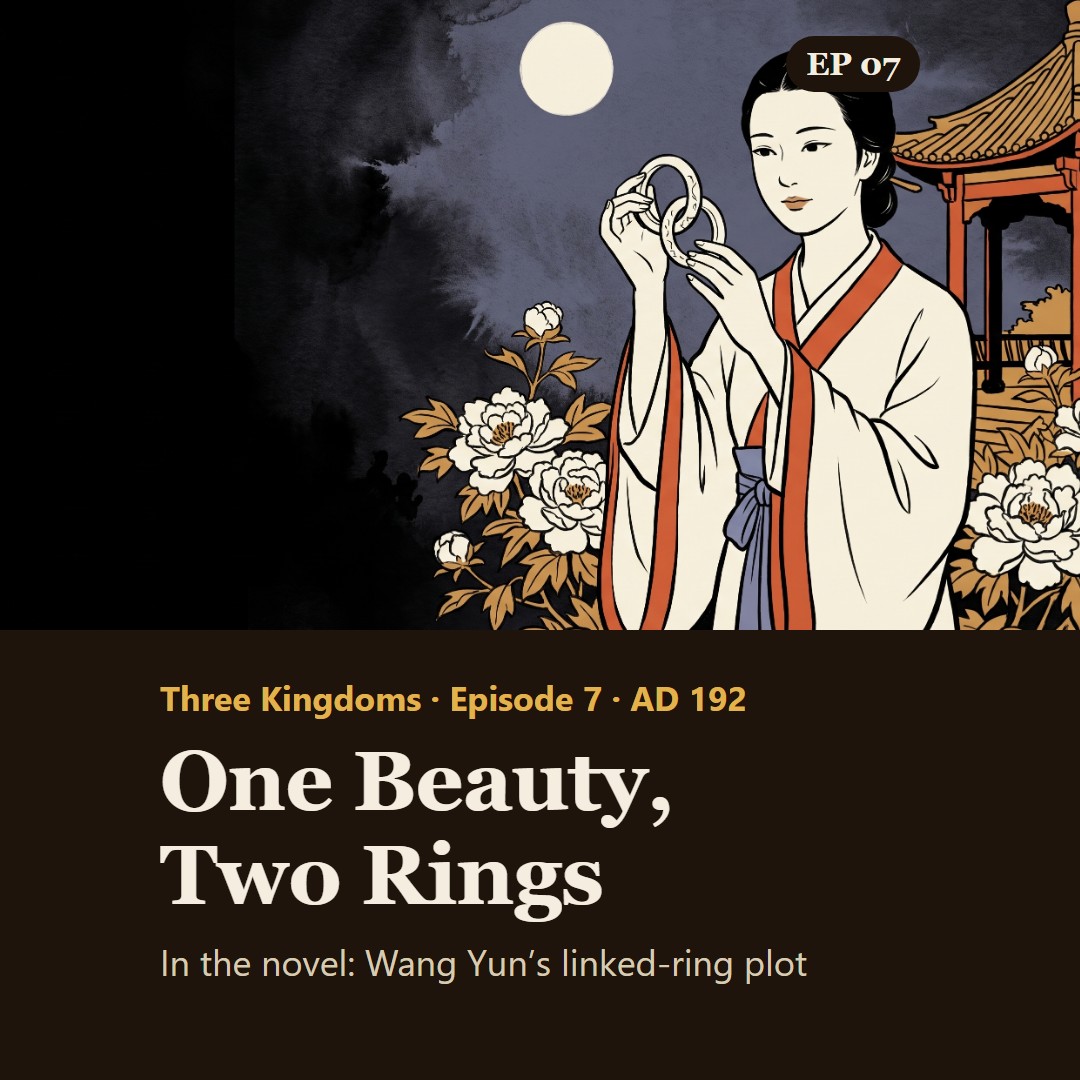 EP 07
Three Kingdoms · Episode 7 · AD 192
One Beauty,
Two Rings
In the novel: Wang Yun’s linked-ring plot